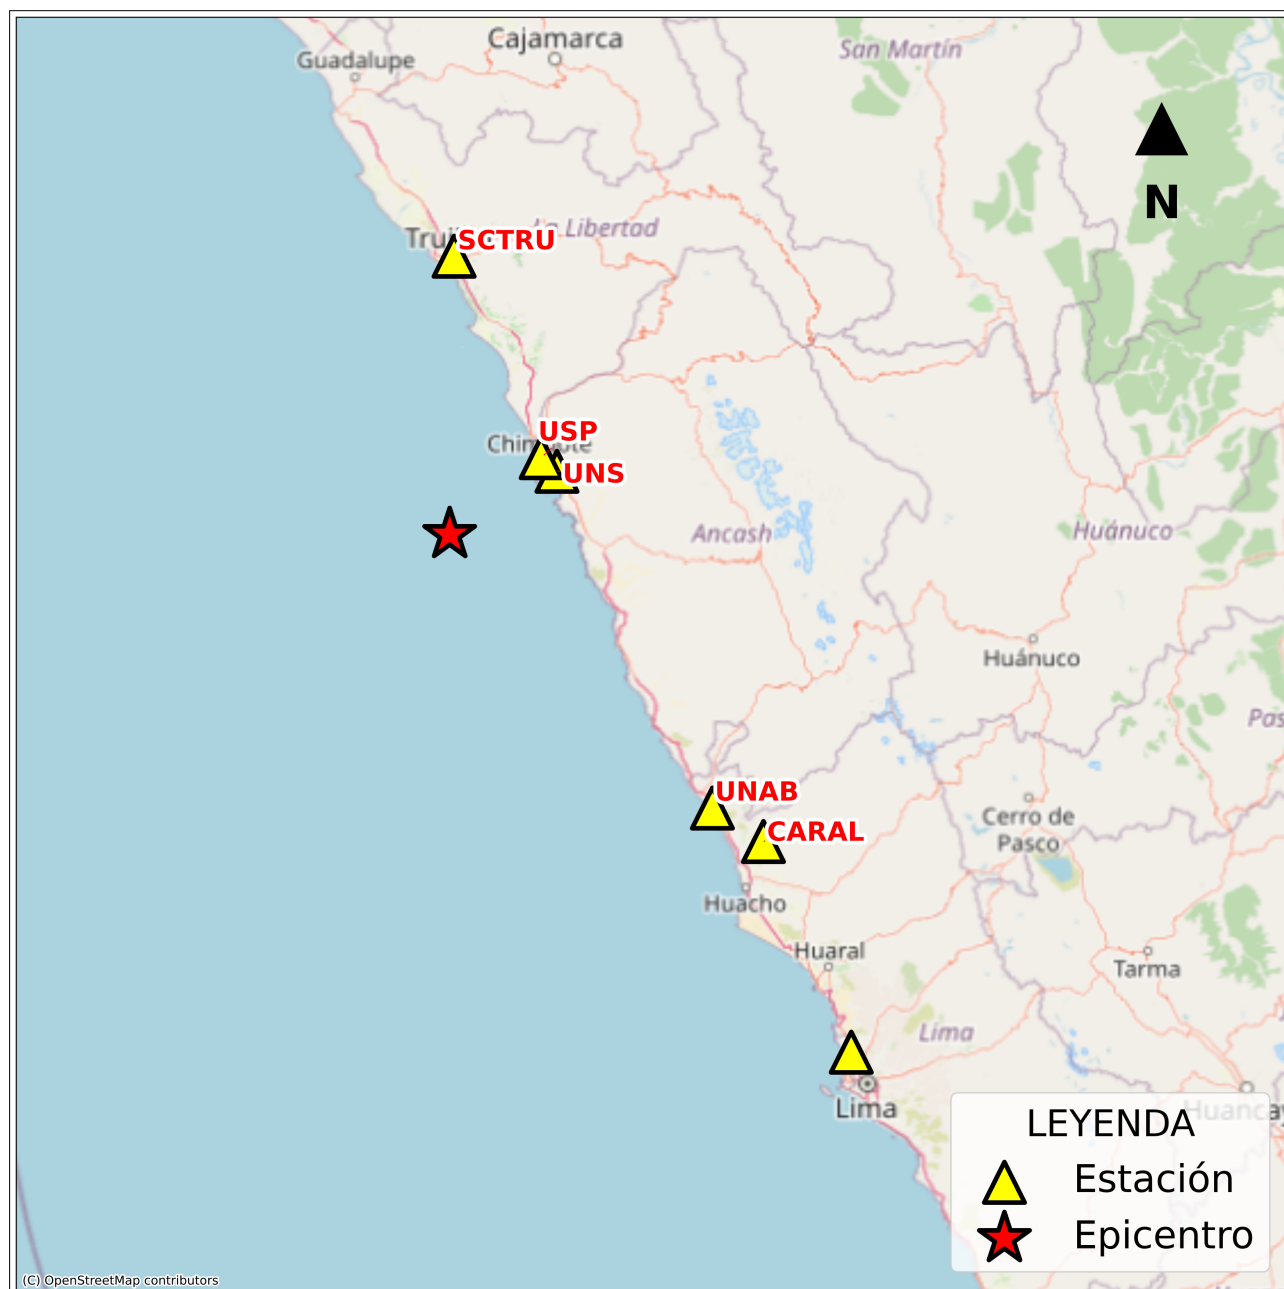 Cajamarca
Guadalupe
San Martín
N
La Libertad
SCTRU
USP
UNS
Ancash
Huánuco
Huánuco
UNAB
CARAL
Cerro de
Pasco
Huacho
Huaral
Tarma
Lima
Lima
LEYENDA
Estación
Epicentro
(C) OpenStreetMap contributors